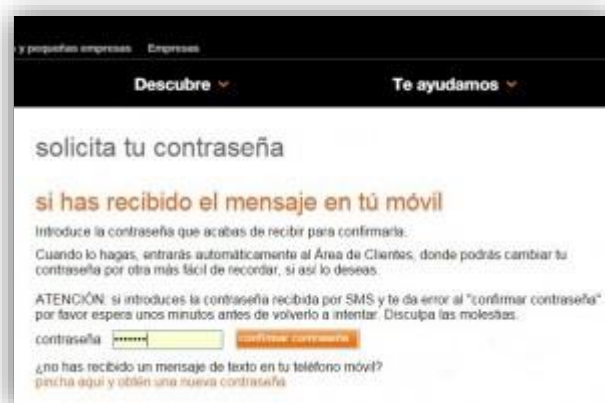 y pequeñas empresas Empresas
Descubre Te ayudamos
solicita tu contraseña
si has recibido el mensaje en tú móvil
Introduce la contraseña que acabas de recibir para confirmarla.
Cuando lo hagas, entrarás automáticamente al Área de Clientes, donde podrás cambiar tu
contraseña por otra más fácil de recordar, si así lo deseas.
ATENCIÓN: si introduces la contraseña recibida por SMS y te da error al "confirmar contraseña"
por favor espera unos minutos antes de volverlo a intentar. Disculpa las molestias.
contraseña ••••••• confirmar contraseña
¿no has recibido un mensaje de texto en tu teléfono móvil?
pincha aquí y obtén una nueva contraseña